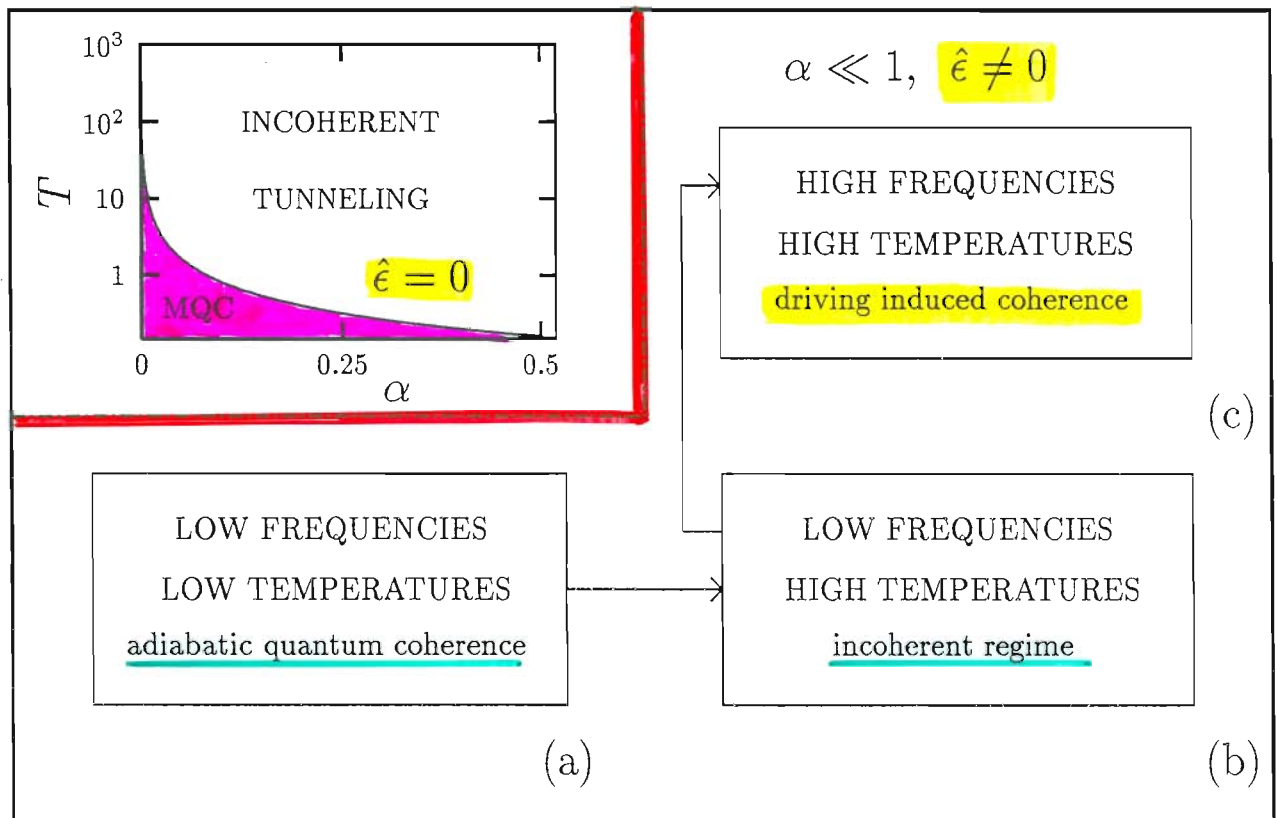 10³
10²
10
1
T
INCOHERENT
TUNNELING
ε̂ = 0
MQC
0
0.25
0.5
α
α ≪ 1, ε̂ ≠ 0
HIGH FREQUENCIES
HIGH TEMPERATURES
driving induced coherence
(c)
LOW FREQUENCIES
LOW TEMPERATURES
adiabatic quantum coherence
(a)
LOW FREQUENCIES
HIGH TEMPERATURES
incoherent regime
(b)